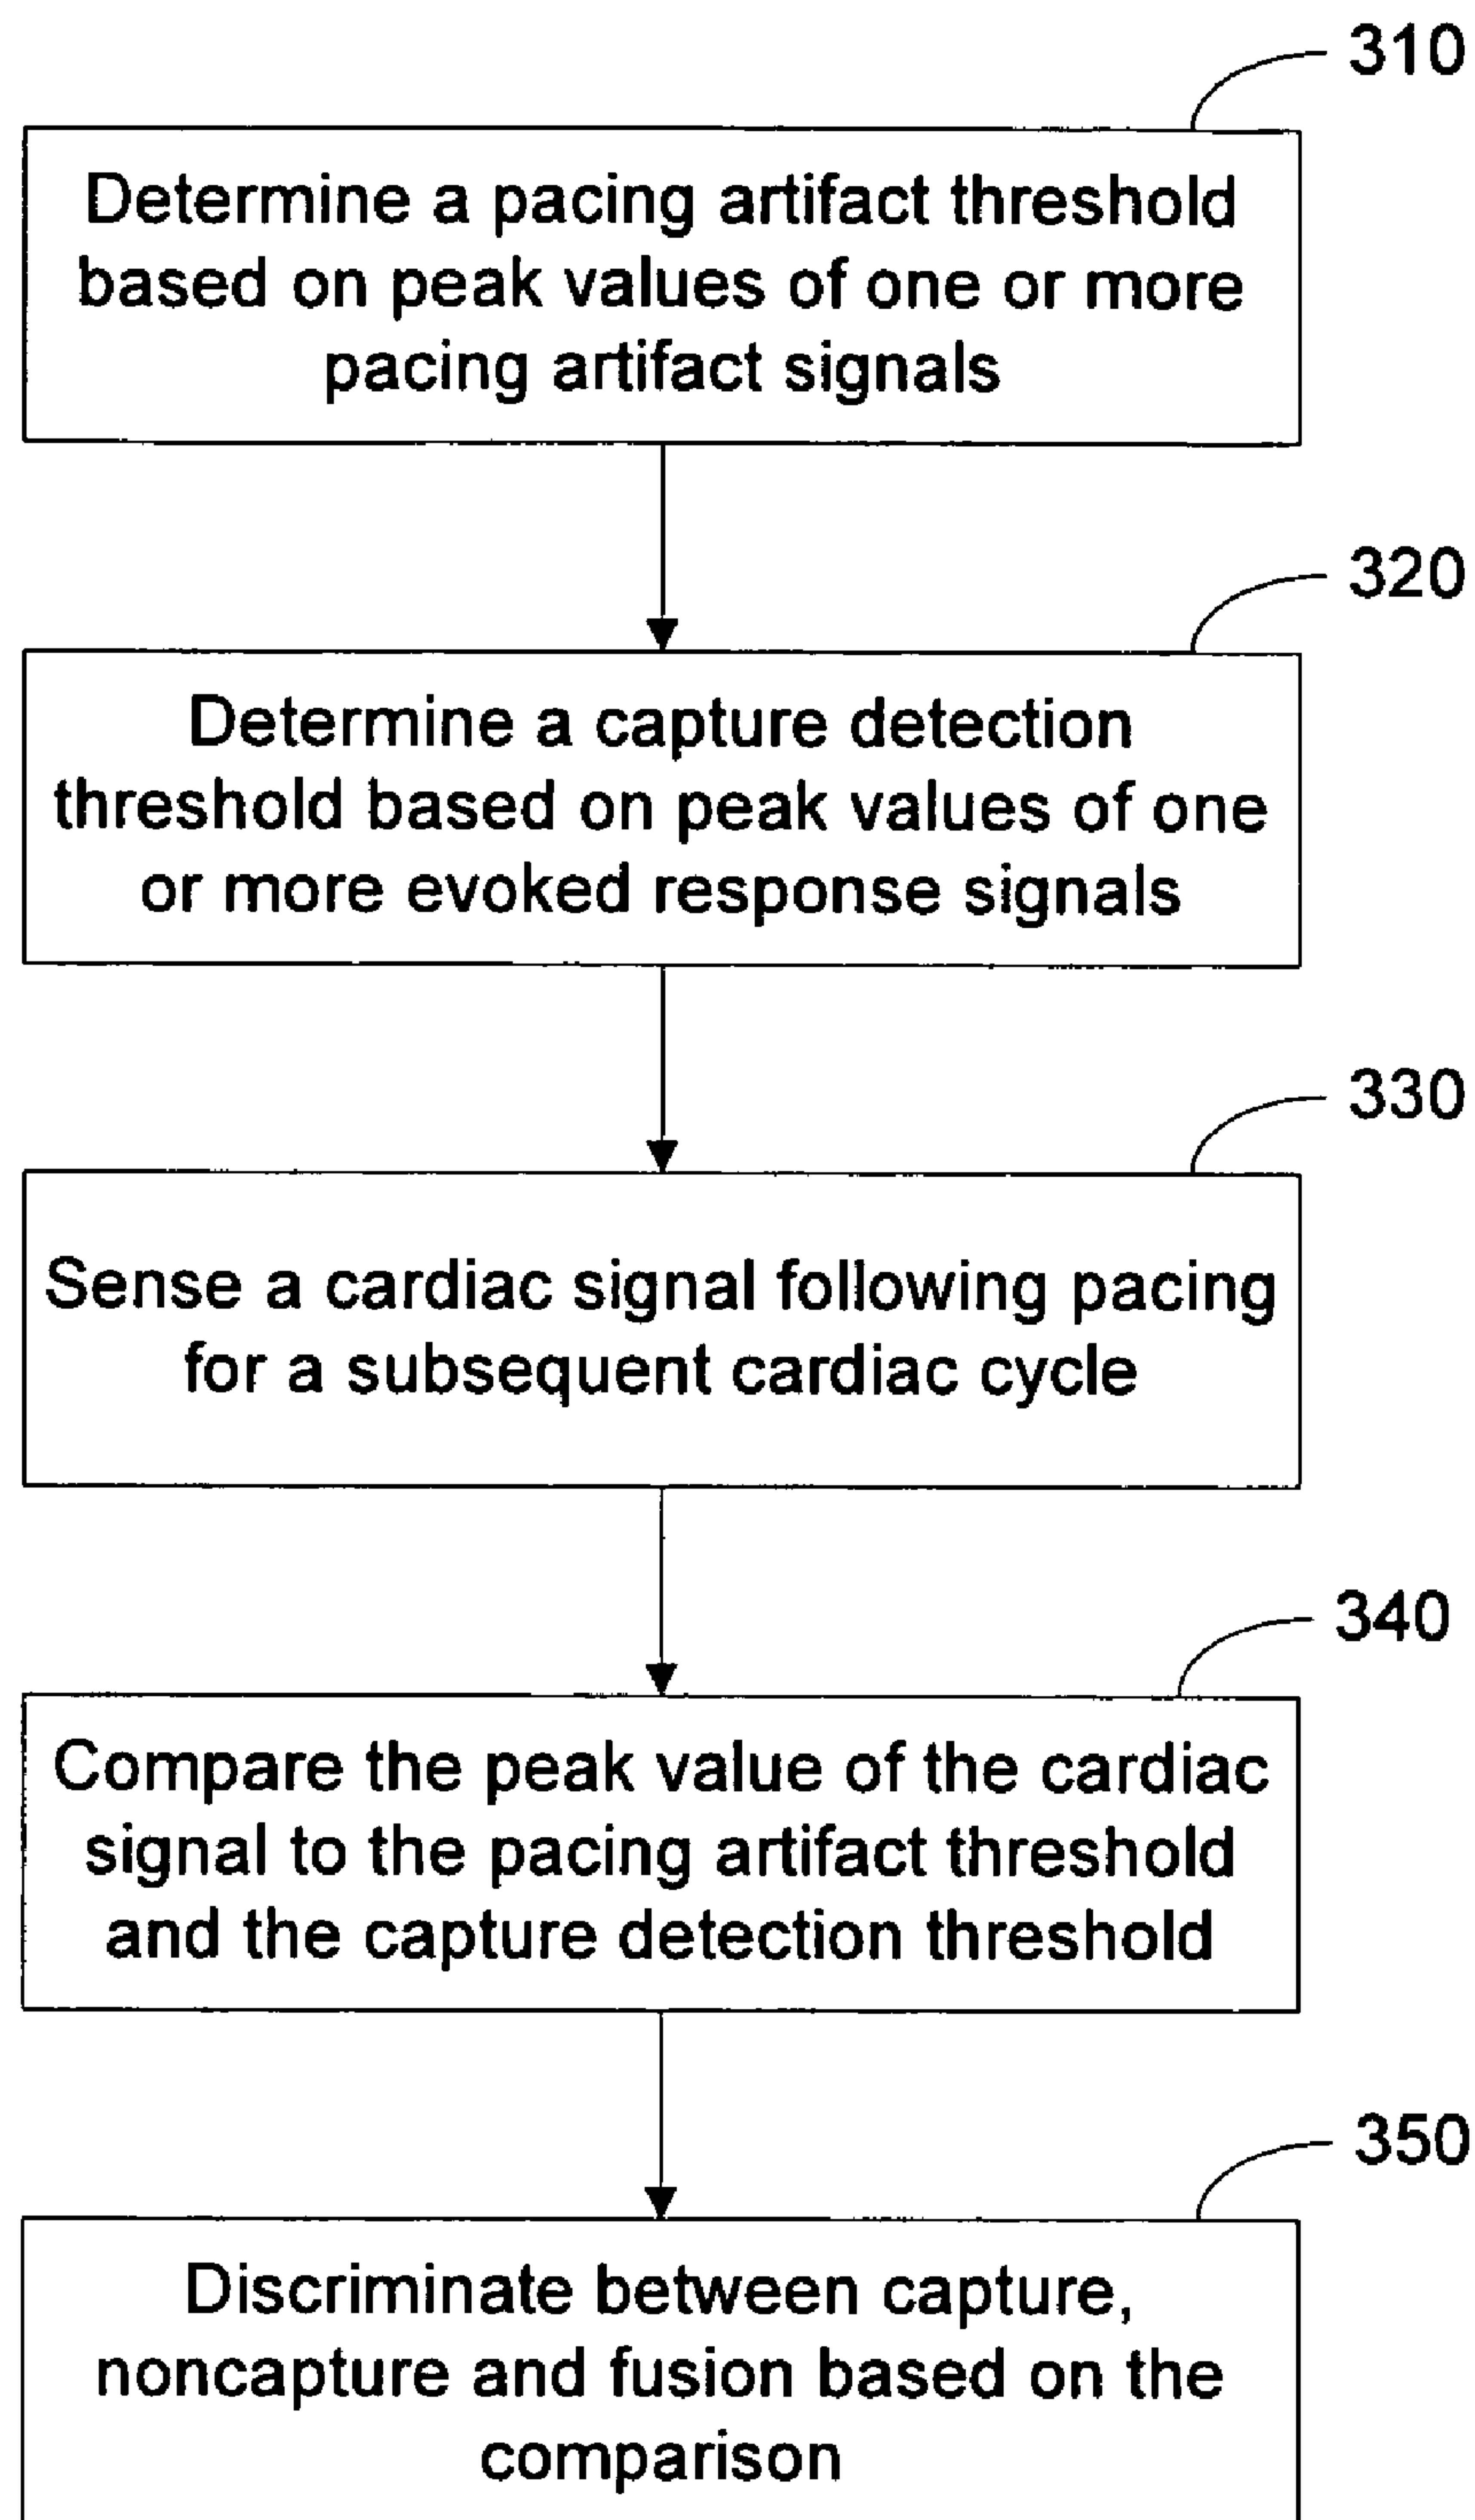 310
Determine a pacing artifact threshold
based on peak values of one or more
pacing artifact signals
320
Determine a capture detection
threshold based on peak values of one
or more evoked response signals
330
Sense a cardiac signal following pacing
for a subsequent cardiac cycle
340
Compare the peak value of the cardiac
signal to the pacing artifact threshold
and the capture detection threshold
350
Discriminate between capture,
noncapture and fusion based on the
comparison